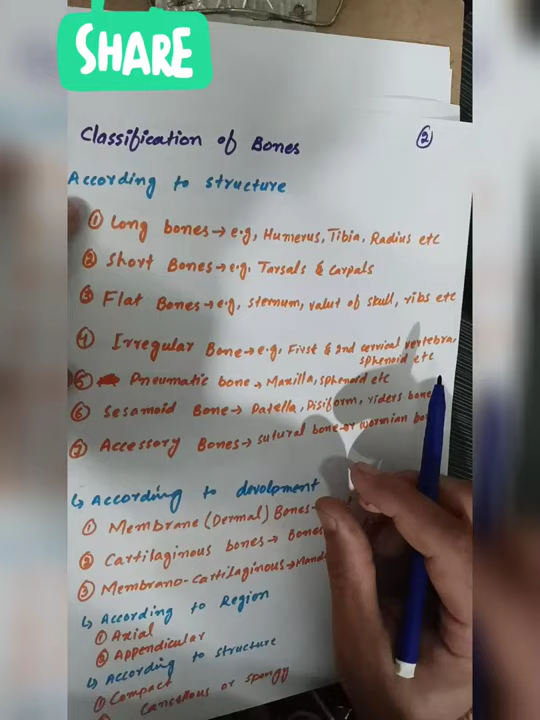 SHARE
Classification of Bones
②
According to structure
① Long bones → e.g, Humerus, Tibia, Radius etc
② Short Bones → e.g. Tarsals & Carpals
③ Flat Bones → e.g, sternum, valut of skull, ribs etc
④ Irregular Bone → e.g, First & 2nd cervical vertebra,
sphenoid etc
⑤ Pneumatic bone → Maxilla, sphenoid etc
⑥ Sesamoid Bone → Patella, Pisiform, riders bone
⑦ Accessory Bones → sutural bone or wormian
↳ According to devolpment
① Membrane (Dermal) Bones →
② Cartilaginous bones → Bones
③ Membrano-cartilaginous →
↳ According to Region
① Axial
② Appendicular
↳ According to structure
① Compact
Cancellous or spongy